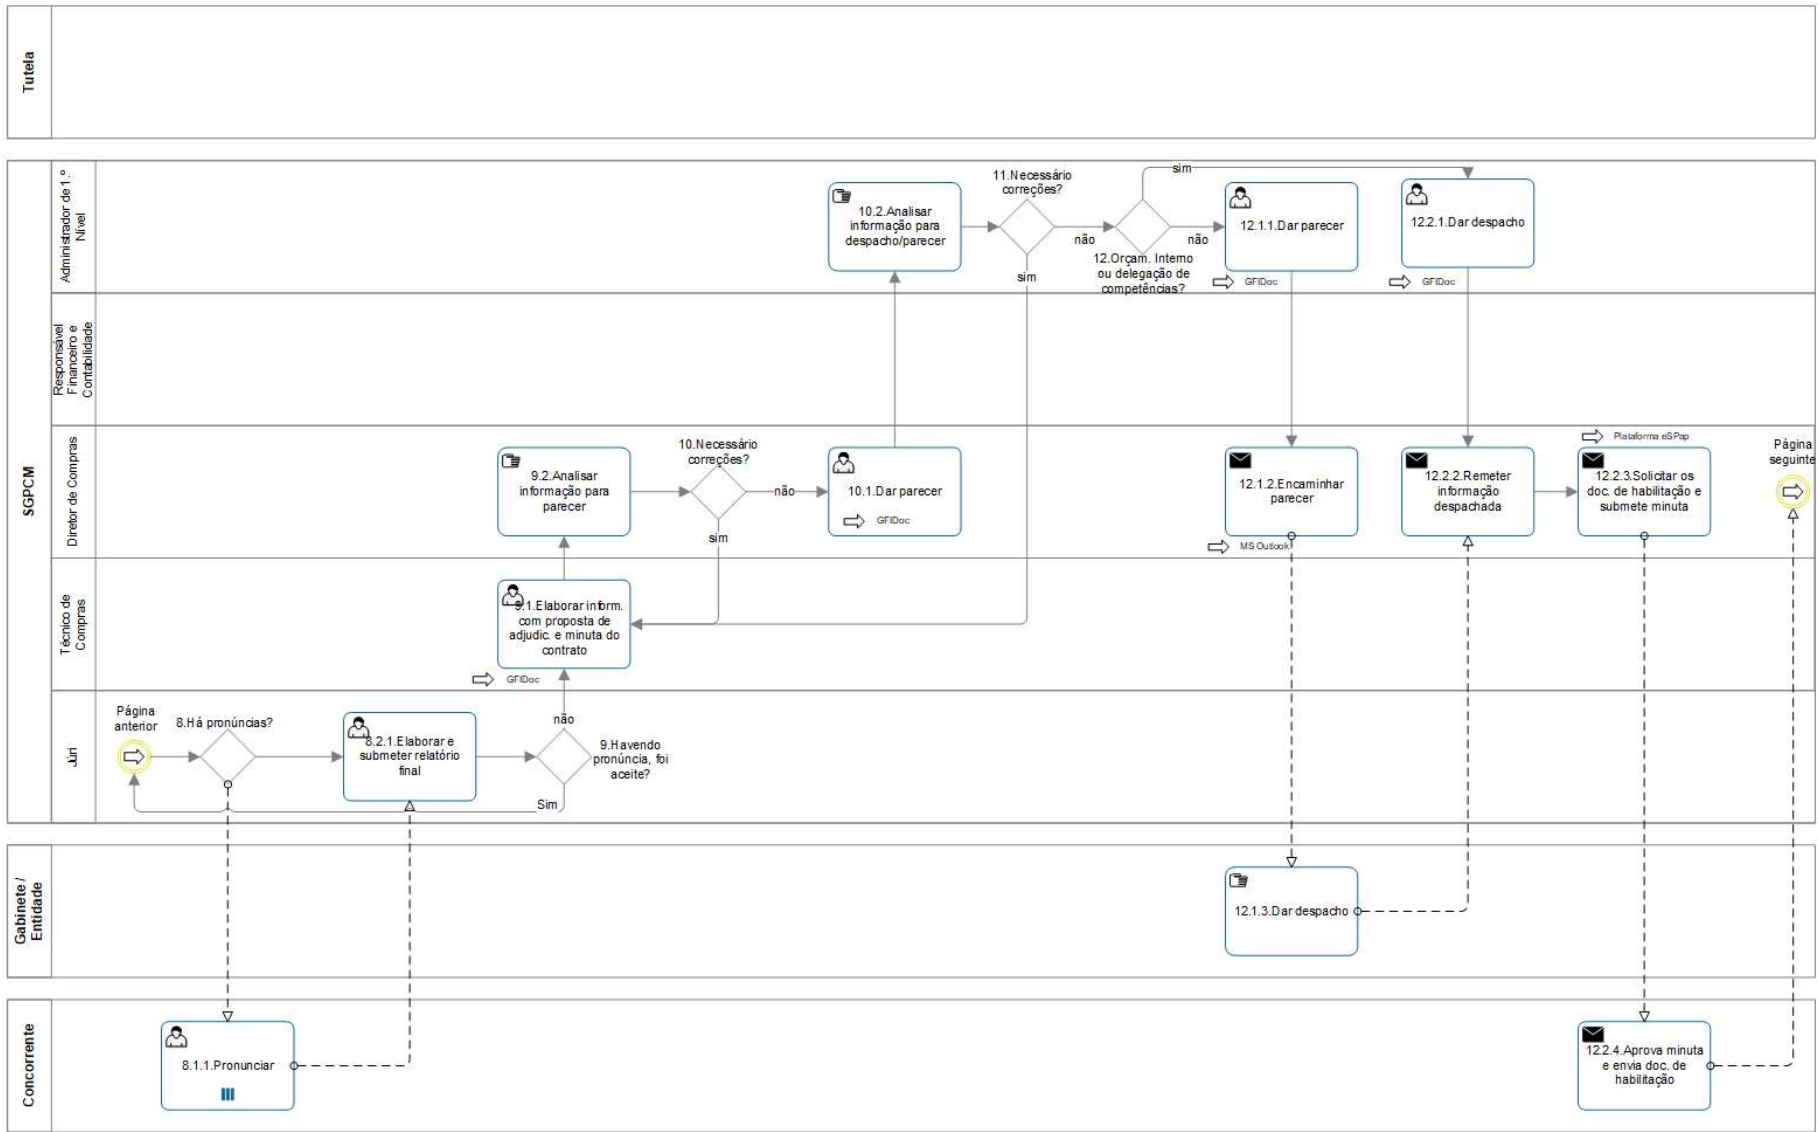 Tutela
SGPCM
Administrador de 1.º
Nível
10.2.Analisar
informação para
despacho/parecer
11.Necessário
correções?
não
sim
12.Orçam. Interno
ou delegação de
competências?
sim
não
12.1.1.Dar parecer
GFIDoc
12.2.1.Dar despacho
GFIDoc
Responsável
Financeiro e
Contabilidade
Diretor de Compras
9.2.Analisar
informação para
parecer
10.Necessário
correções?
não
sim
10.1.Dar parecer
GFIDoc
12.1.2.Encaminhar
parecer
MS Outlook
12.2.2.Remeter
informação
despachada
Plataforma eSPap
12.2.3.Solicitar os
doc. de habilitação e
submete minuta
Página
seguinte
Técnico de
Compras
9.1.Elaborar inform.
com proposta de
adjudic. e minuta do
contrato
GFIDoc
Júri
Página
anterior
8.Há pronúncias?
8.2.1.Elaborar e
submeter relatório
final
não
9.Havendo
pronúncia, foi
aceite?
Sim
Gabinete /
Entidade
12.1.3.Dar despacho
Concorrente
8.1.1.Pronunciar
12.2.4.Aprova minuta
e envia doc. de
habilitação